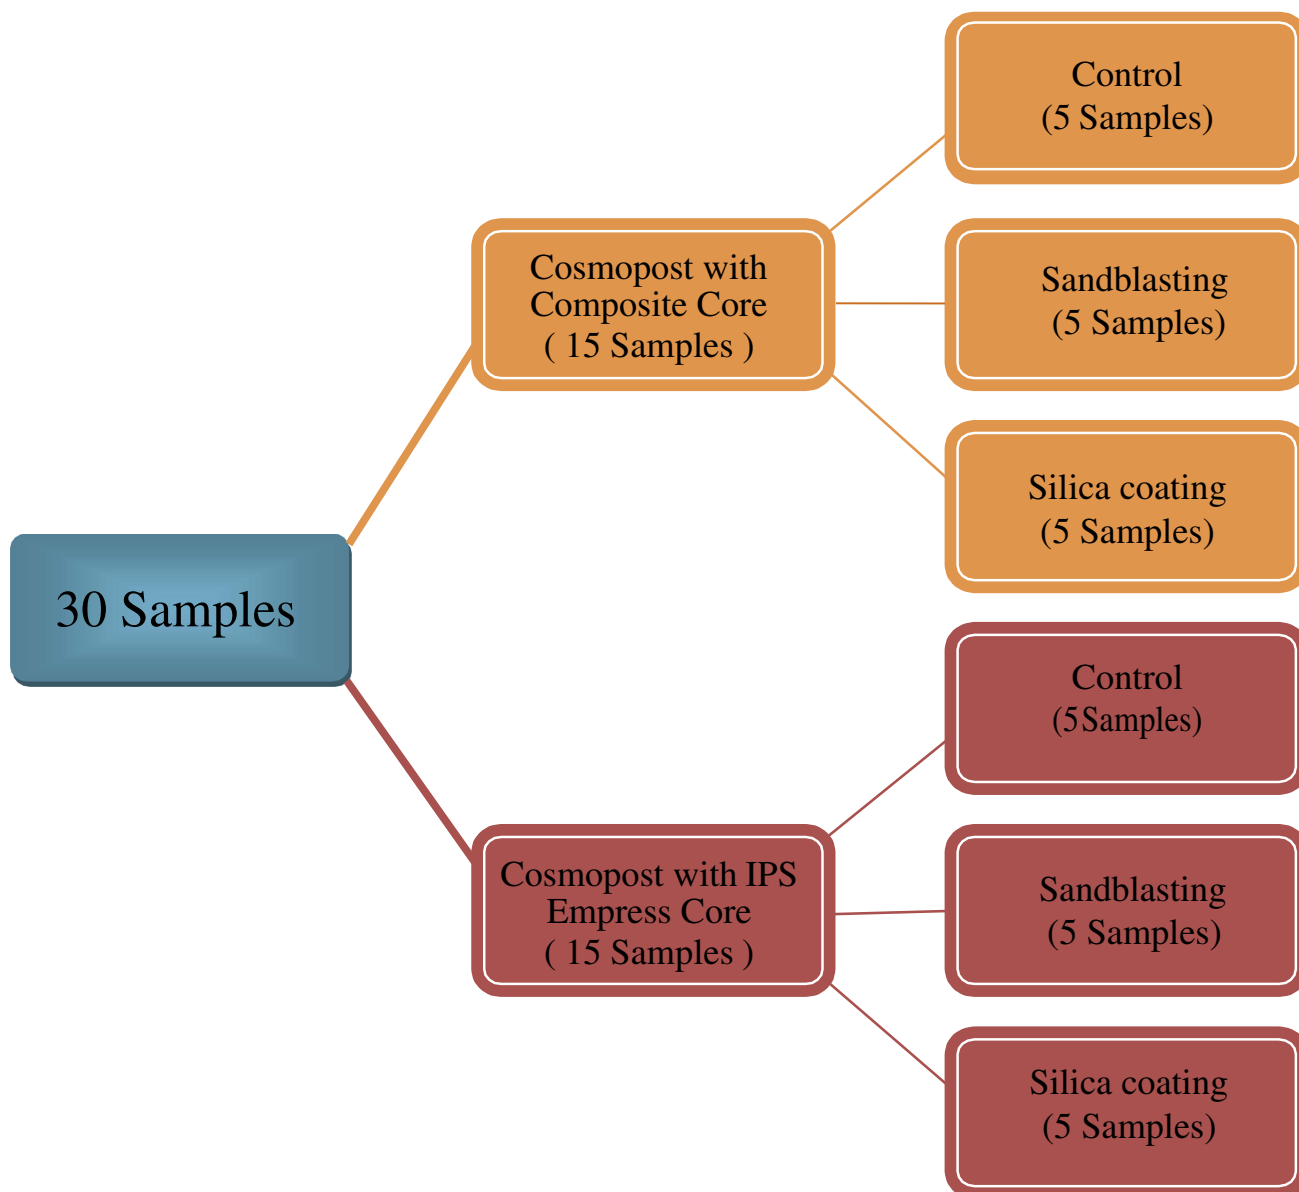 30 Samples
Cosmopost with
Composite Core
( 15 Samples )
Control
(5 Samples)
Sandblasting
(5 Samples)
Silica coating
(5 Samples)
Cosmopost with IPS
Empress Core
( 15 Samples )
Control
(5Samples)
Sandblasting
(5 Samples)
Silica coating
(5 Samples)